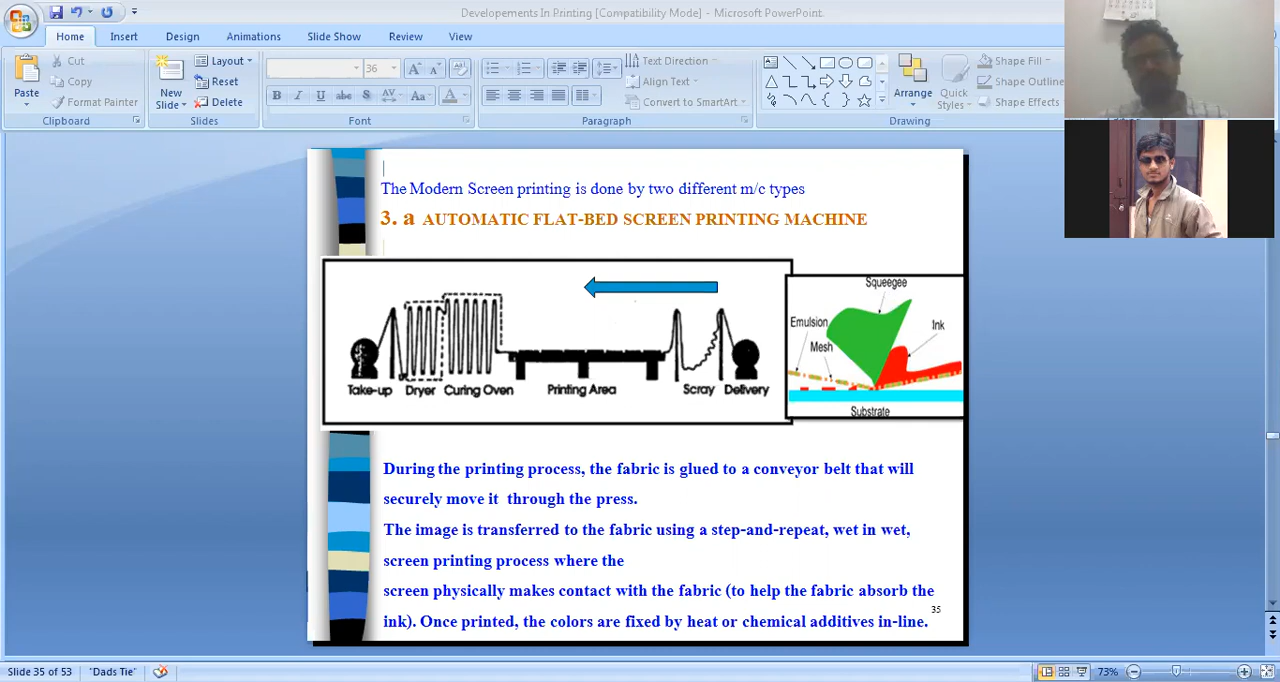 Developements In Printing [Compatibility Mode] - Microsoft PowerPoint
Home Insert Design Animations Slide Show Review View
Paste
Cut
Copy
Format Painter
Clipboard
New
Slide
Layout
Reset
Delete
Slides
36
B I U abc S AV Aa A
Font
Paragraph
Text Direction
Align Text
Convert to SmartArt
Arrange
Quick
Styles
Shape Fill
Shape Outline
Shape Effects
Drawing
The Modern Screen printing is done by two different m/c types
3. a AUTOMATIC FLAT-BED SCREEN PRINTING MACHINE
Take-up Dryer Curing Oven Printing Area Scray Delivery
Squeegee
Emulsion
Ink
Mesh
Substrate
During the printing process, the fabric is glued to a conveyor belt that will
securely move it through the press.
The image is transferred to the fabric using a step-and-repeat, wet in wet,
screen printing process where the
screen physically makes contact with the fabric (to help the fabric absorb the
ink). Once printed, the colors are fixed by heat or chemical additives in-line.
35
Slide 35 of 53 "Dads Tie" 73%